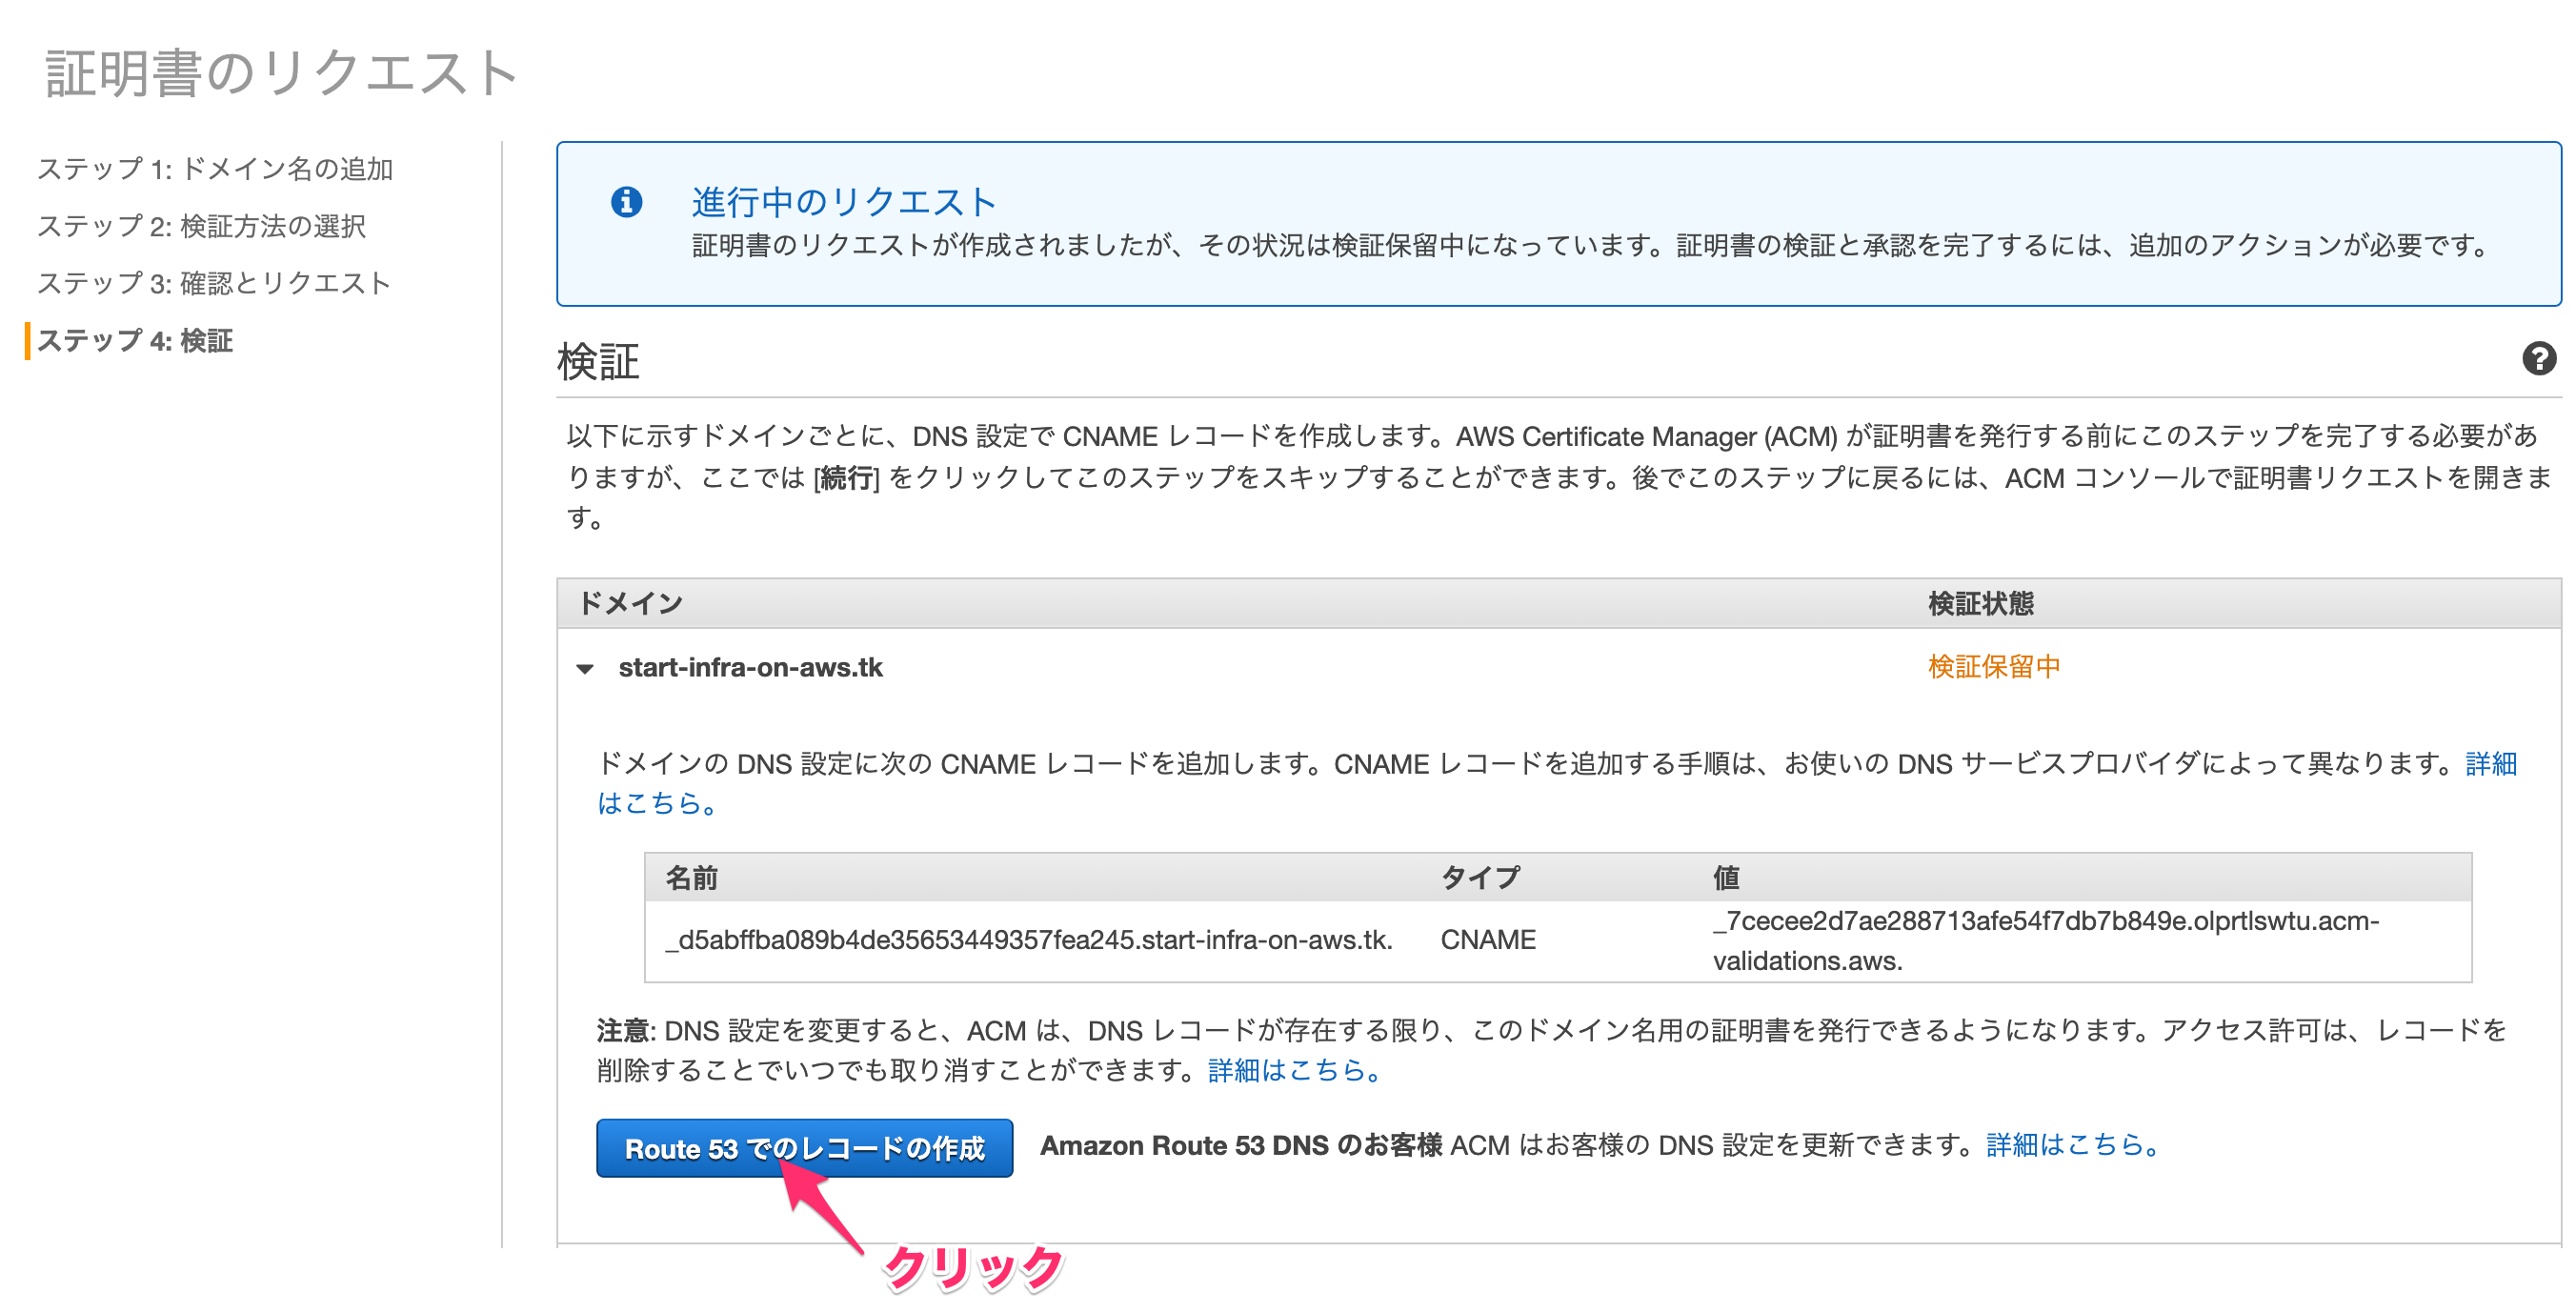 証明書のリクエスト
ステップ 1: ドメイン名の追加
ステップ 2: 検証方法の選択
ステップ 3: 確認とリクエスト
ステップ 4: 検証
進行中のリクエスト
証明書のリクエストが作成されましたが、その状況は検証保留中になっています。証明書の検証と承認を完了するには、追加のアクションが必要です。
検証
以下に示すドメインごとに、DNS 設定で CNAME レコードを作成します。AWS Certificate Manager (ACM) が証明書を発行する前にこのステップを完了する必要があ
りますが、ここでは [続行] をクリックしてこのステップをスキップすることができます。後でこのステップに戻るには、ACM コンソールで証明書リクエストを開きま
す。
ドメイン 検証状態
start-infra-on-aws.tk 検証保留中
ドメインの DNS 設定に次の CNAME レコードを追加します。CNAME レコードを追加する手順は、お使いの DNS サービスプロバイダによって異なります。詳細
はこちら。
名前 タイプ 値
_d5abffba089b4de35653449357fea245.start-infra-on-aws.tk. CNAME _7cecee2d7ae288713afe54f7db7b849e.olprtlswtu.acm-
validations.aws.
注意: DNS 設定を変更すると、ACM は、DNS レコードが存在する限り、このドメイン名用の証明書を発行できるようになります。アクセス許可は、レコードを
削除することでいつでも取り消すことができます。詳細はこちら。
Route 53 でのレコードの作成 Amazon Route 53 DNS のお客様 ACM はお客様の DNS 設定を更新できます。詳細はこちら。
クリック